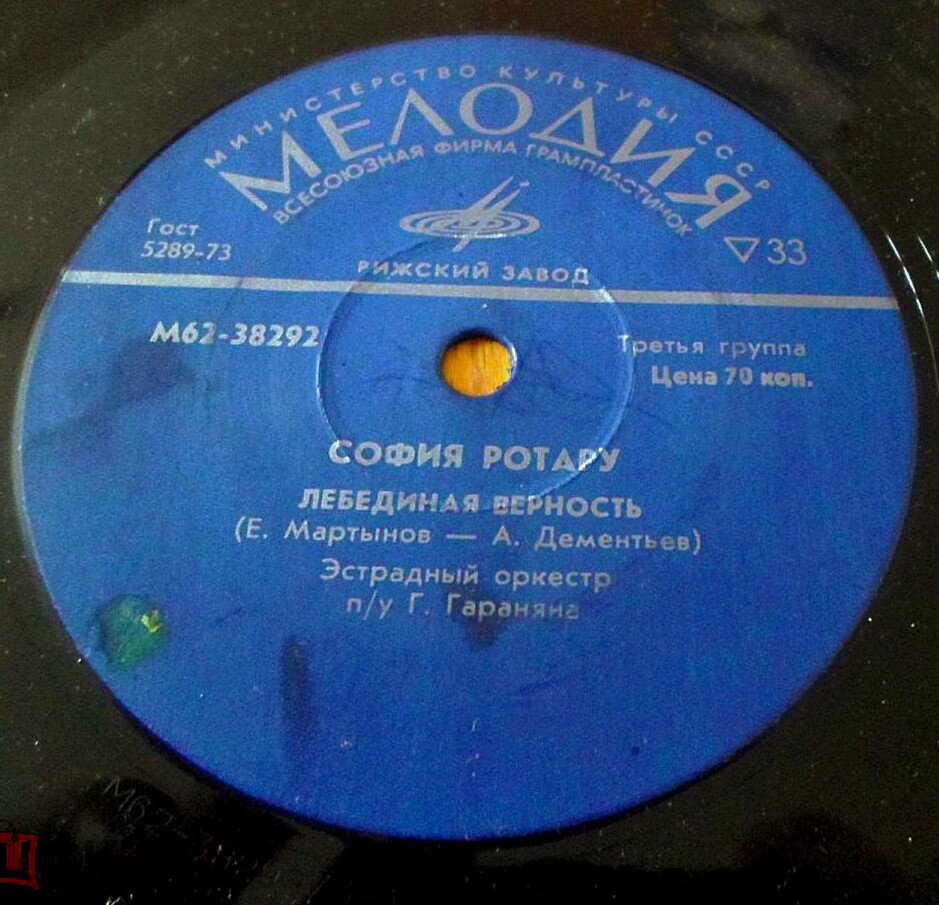 МИНИСТЕРСТВО КУЛЬТУРЫ СССР
МЕЛОДИЯ
ВСЕСОЮЗНАЯ ФИРМА ГРАМПЛАСТИНОК
Гост
5289-73
33
РИЖСКИЙ ЗАВОД
М62-38292
Третья группа
Цена 70 коп.
СОФИЯ РОТАРУ
ЛЕБЕДИНАЯ ВЕРНОСТЬ
(Е. Мартынов — А. Дементьев)
Эстрадный оркестр
п/у Г. Гараняна